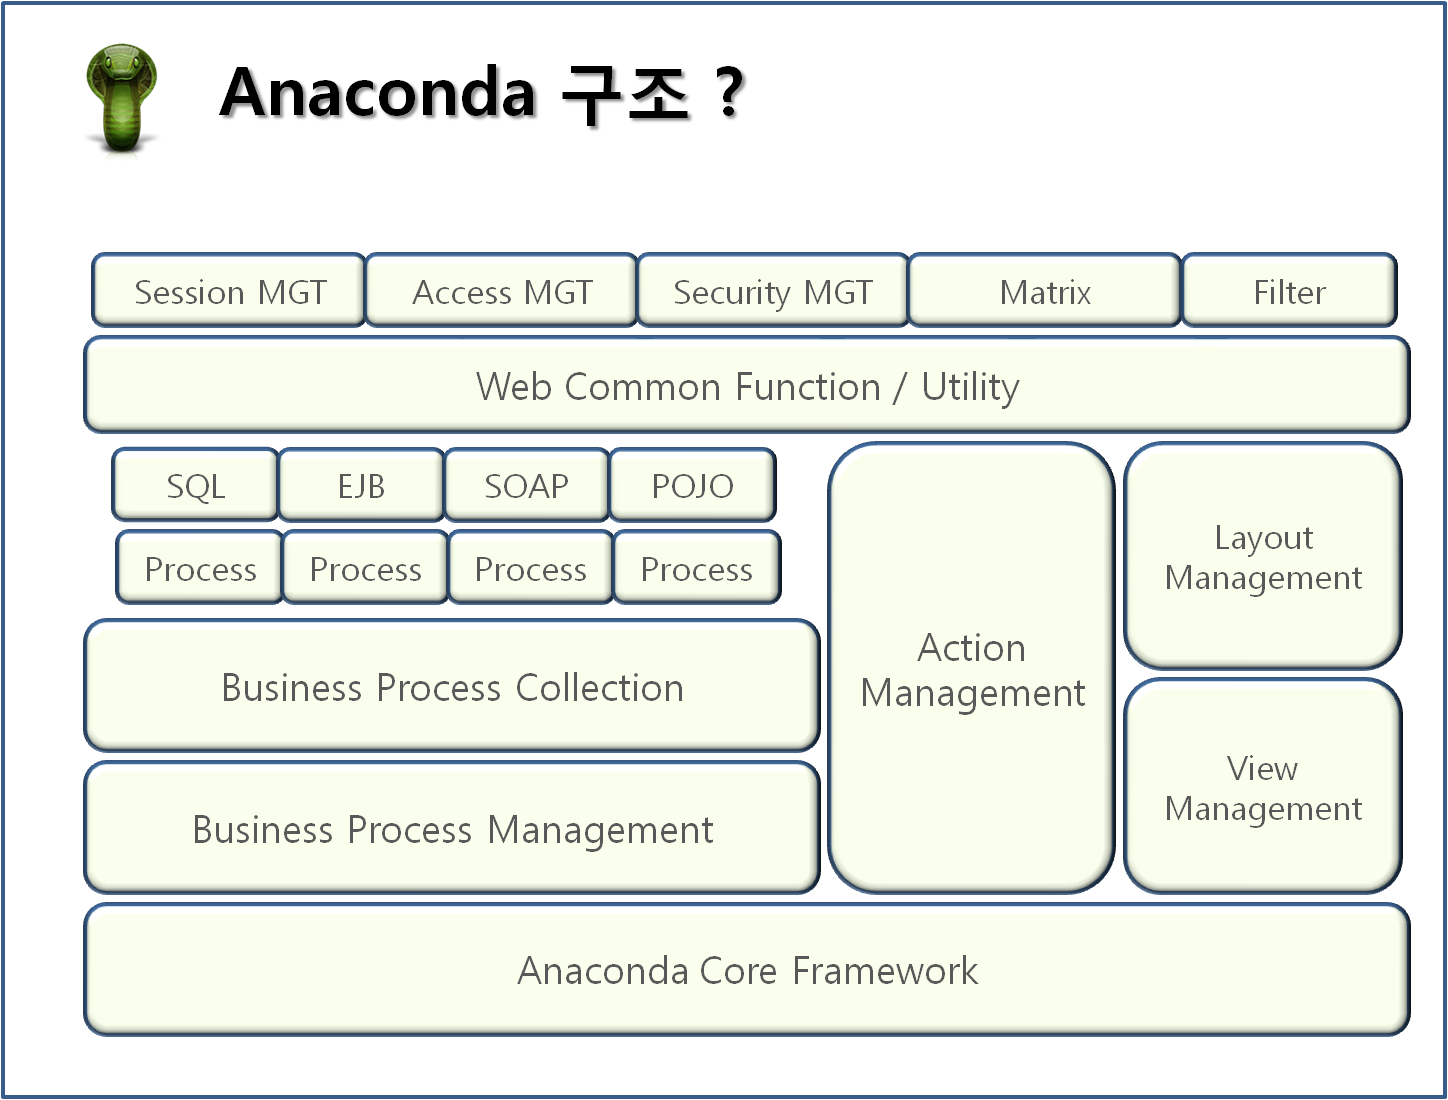 Anaconda 구조 ?
Session MGT
Access MGT
Security MGT
Matrix
Filter
Web Common Function / Utility
SQL
EJB
SOAP
POJO
Process
Process
Process
Process
Business Process Collection
Business Process Management
Action
Management
Layout
Management
View
Management
Anaconda Core Framework